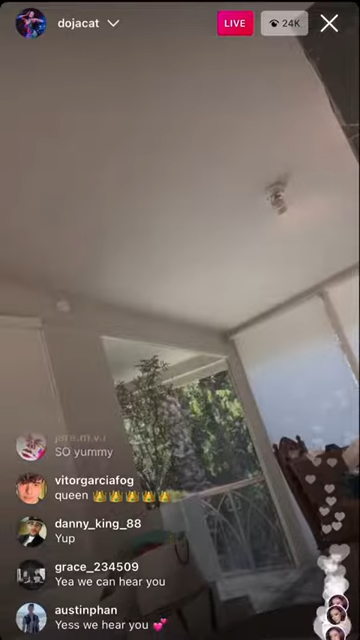 dojacat
LIVE
24K
SO yummy
vitorgarciafog
queen 👑👑👑👑👑
danny_king_88
Yup
grace_234509
Yea we can hear you
austinphan
Yess we hear you 💕